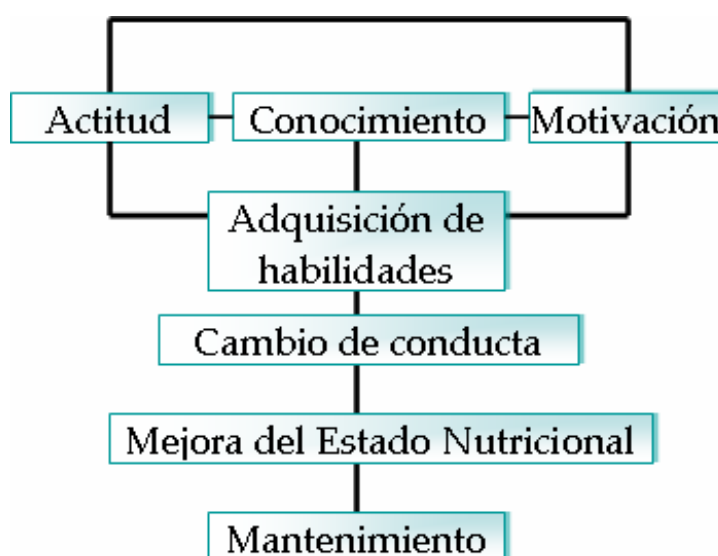 Actitud
Conocimiento
Motivación
Adquisición de
habilidades
Cambio de conducta
Mejora del Estado Nutricional
Mantenimiento